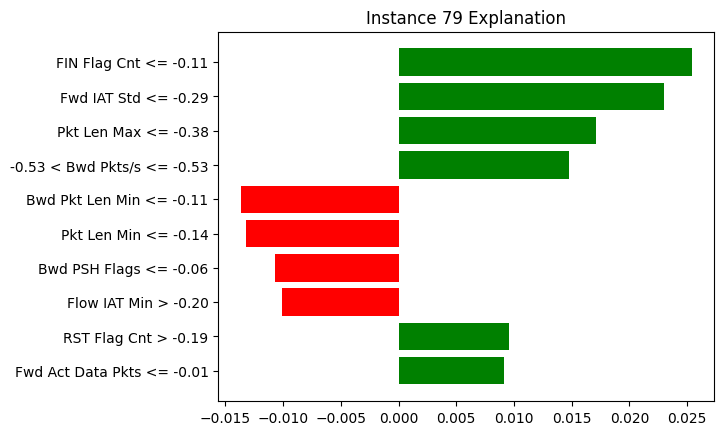 Instance 79 Explanation
FIN Flag Cnt <= -0.11
Fwd IAT Std <= -0.29
Pkt Len Max <= -0.38
-0.53 < Bwd Pkts/s <= -0.53
Bwd Pkt Len Min <= -0.11
Pkt Len Min <= -0.14
Bwd PSH Flags <= -0.06
Flow IAT Min > -0.20
RST Flag Cnt > -0.19
Fwd Act Data Pkts <= -0.01
−0.015 −0.010 −0.005 0.000 0.005 0.010 0.015 0.020 0.025